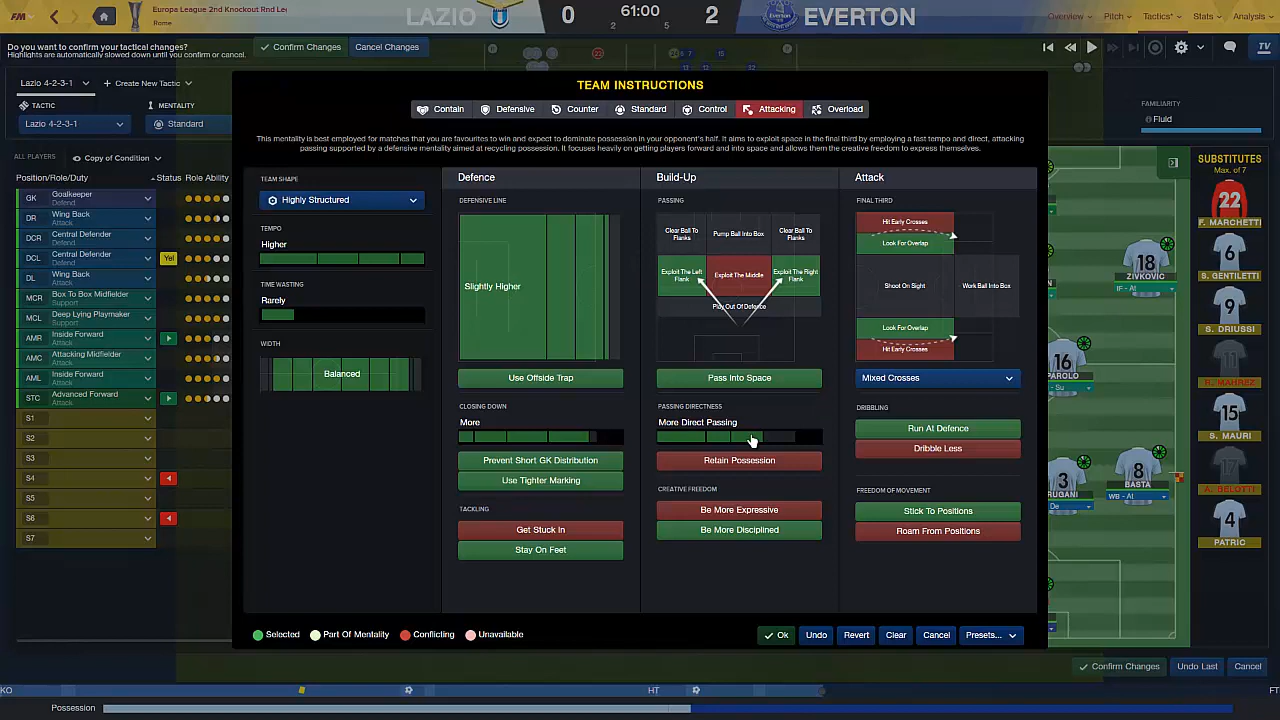 FM
Europa League 2nd Knockout Rnd Leg
Rome
LAZIO
0
61:00
2
5
2
EVERTON
Overview
Pitch
Tactics*
Stats
Analysis
Do you want to confirm your tactical changes?
Highlights are automatically slowed down until you confirm or cancel.
Confirm Changes
Cancel Changes
TV
Lazio 4-2-3-1
+ Create New Tactic
TACTIC
MENTALITY
Lazio 4-2-3-1
Standard
FAMILIARITY
Fluid
ALL PLAYERS
Copy of Condition
Position/Role/Duty
Status
Role Ability
GK
Goalkeeper
Defend
DR
Wing Back
Attack
DCR
Central Defender
Defend
DCL
Central Defender
Defend
Yel
DL
Wing Back
Attack
MCR
Box To Box Midfielder
Support
MCL
Deep Lying Playmaker
Support
AMR
Inside Forward
Attack
AMC
Attacking Midfielder
Attack
AML
Inside Forward
Attack
STC
Advanced Forward
Attack
S1
S2
S3
S4
S5
S6
S7
TEAM INSTRUCTIONS
Contain
Defensive
Counter
Standard
Control
Attacking
Overload
This mentality is best employed for matches that you are favourites to win and expect to dominate possession in your opponent's half. It aims to exploit space in the final third by employing a fast tempo and direct, attacking
passing supported by a defensive mentality aimed at recycling possession. It focuses heavily on getting players forward and into space and allows them the creative freedom to express themselves.
TEAM SHAPE
Highly Structured
TEMPO
Higher
TIME WASTING
Rarely
WIDTH
Balanced
Defence
DEFENSIVE LINE
Slightly Higher
Use Offside Trap
CLOSING DOWN
More
Prevent Short GK Distribution
Use Tighter Marking
TACKLING
Get Stuck In
Stay On Feet
Build-Up
PASSING
Clear Ball To
Flanks
Pump Ball Into Box
Clear Ball To
Flanks
Exploit The Left
Flank
Exploit The Middle
Exploit The Right
Flank
Play Out Of Defence
Pass Into Space
PASSING DIRECTNESS
More Direct Passing
Retain Possession
CREATIVE FREEDOM
Be More Expressive
Be More Disciplined
Attack
FINAL THIRD
Hit Early Crosses
Look For Overlap
Shoot On Sight
Work Ball Into Box
Look For Overlap
Hit Early Crosses
Mixed Crosses
DRIBBLING
Run At Defence
Dribble Less
FREEDOM OF MOVEMENT
Stick To Positions
Roam From Positions
Selected
Part Of Mentality
Conflicting
Unavailable
Ok
Undo
Revert
Clear
Cancel
Presets...
18
ZIVKOVIC
IF - At
16
PAROLO
- Su
3
RUGANI
De
8
BASTA
WB - At
SUBSTITUTES
Max. of 7
22
F. MARCHETTI
6
S. GENTILETTI
9
S. DRIUSSI
11
R. MAHREZ
15
S. MAURI
17
A. BELOTTI
4
PATRIC
Confirm Changes
Undo Last
Cancel
KO
HT
FT
Possession